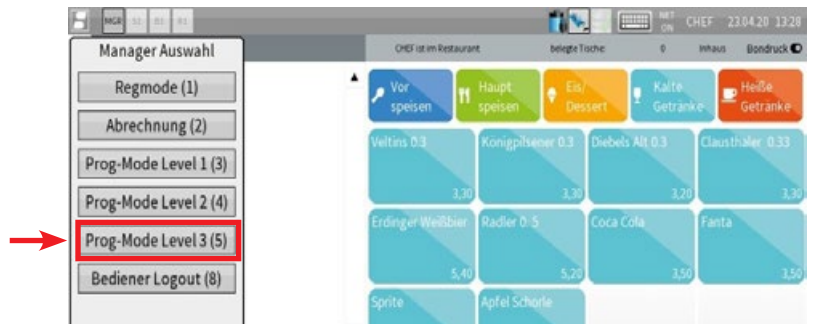 MGR
NET
ON
CHEF 23.04.20 13:28
Manager Auswahl
CHEF ist im Restaurant belegte Tische: 0 Inhaus Bondruck
Regmode (1)
Abrechnung (2)
Prog-Mode Level 1 (3)
Prog-Mode Level 2 (4)
Prog-Mode Level 3 (5)
Bediener Logout (8)
Vor
speisen
Haupt
speisen
Eis/
Dessert
Kalte
Getränke
Heiße
Getränke
Veltins 0.3 Königpilsener 0.3 Diebels Alt 0.3 Clausthaler 0.33
3,30 3,30 3,20 3,30
Erdinger Weißbier Radler 0.5 Coca Cola Fanta
5,40 5,20 3,50 3,50
Sprite Apfel Schorle